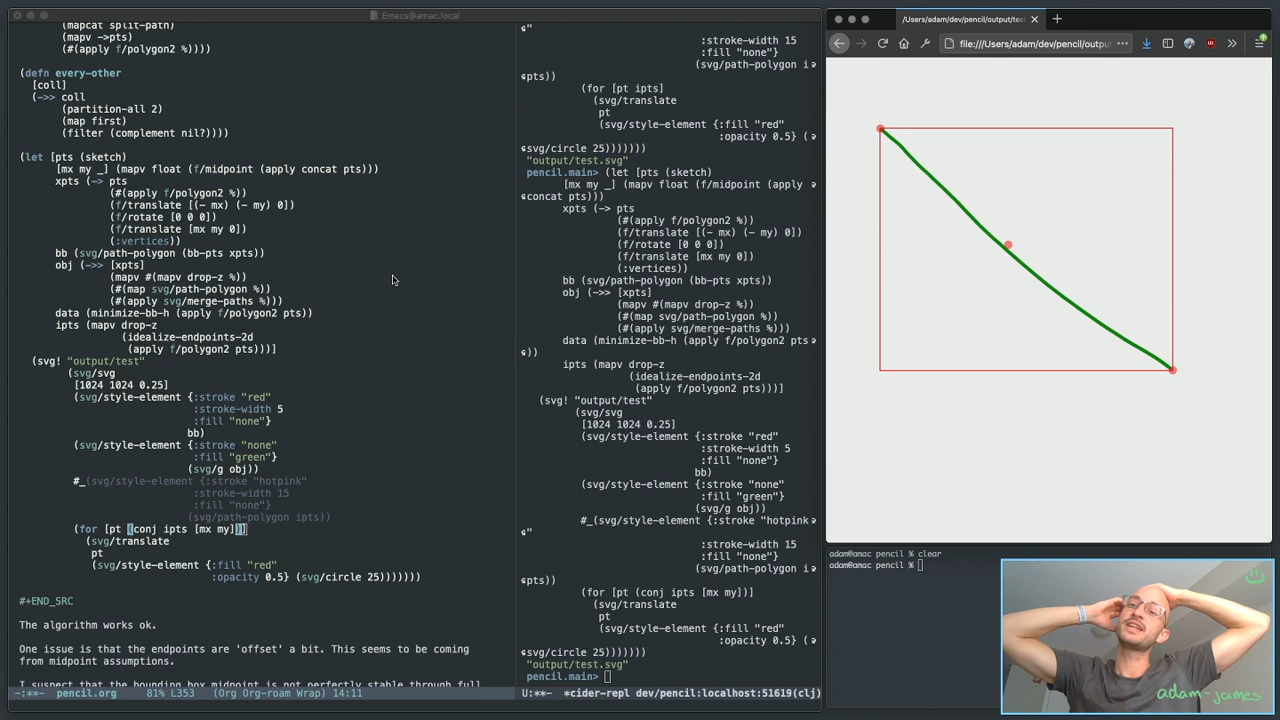 Emacs@amac.local
(mapcat split-path)
(mapv ->pts)
(#(apply f/polygon2 %))))
(defn every-other
[coll]
(->> coll
(partition-all 2)
(map first)
(filter (complement nil?))))
(let [pts (sketch)
[mx my _] (mapv float (f/midpoint (apply concat pts)))
xpts (-> pts
(#(apply f/polygon2 %))
(f/translate [(- mx) (- my) 0])
(f/rotate [0 0 0])
(f/translate [mx my 0])
(:vertices))
bb (svg/path-polygon (bb-pts xpts))
obj (->> [xpts]
(mapv #(mapv drop-z %))
(#(map svg/path-polygon %))
(#(apply svg/merge-paths %)))
data (minimize-bb-h (apply f/polygon2 pts))
ipts (mapv drop-z
(idealize-endpoints-2d
(apply f/polygon2 pts)))]
(svg! "output/test"
(svg/svg
[1024 1024 0.25]
(svg/style-element {:stroke "red"
:stroke-width 5
:fill "none"}
bb)
(svg/style-element {:stroke "none"
:fill "green"}
(svg/g obj))
#_(svg/style-element {:stroke "hotpink"
:stroke-width 15
:fill "none"}
(svg/path-polygon ipts))
(for [pt (conj ipts [mx my])]
(svg/translate
pt
(svg/style-element {:fill "red"
:opacity 0.5} (svg/circle 25)))))))
#+END_SRC
The algorithm works ok.
One issue is that the endpoints are 'offset' a bit. This seems to be coming
from midpoint assumptions.
I suspect that the bounding box midpoint is not perfectly stable through full
-:**- pencil.org 81% L353 (Org Org-roam Wrap) 14:11
"
:stroke-width 15
:fill "none"}
(svg/path-polygon i
pts))
(for [pt ipts]
(svg/translate
pt
(svg/style-element {:fill "red"
:opacity 0.5} (
svg/circle 25)))))))
"output/test.svg"
pencil.main> (let [pts (sketch)
[mx my _] (mapv float (f/midpoint (apply
concat pts)))
xpts (-> pts
(#(apply f/polygon2 %))
(f/translate [(- mx) (- my) 0])
(f/rotate [0 0 0])
(f/translate [mx my 0])
(:vertices))
bb (svg/path-polygon (bb-pts xpts))
obj (->> [xpts]
(mapv #(mapv drop-z %))
(#(map svg/path-polygon %))
(#(apply svg/merge-paths %)))
data (minimize-bb-h (apply f/polygon2 pts
))
ipts (mapv drop-z
(idealize-endpoints-2d
(apply f/polygon2 pts)))]
(svg! "output/test"
(svg/svg
[1024 1024 0.25]
(svg/style-element {:stroke "red"
:stroke-width 5
:fill "none"}
bb)
(svg/style-element {:stroke "none"
:fill "green"}
(svg/g obj))
#_(svg/style-element {:stroke "hotpink
"
:stroke-width 15
:fill "none"}
(svg/path-polygon i
pts))
(for [pt (conj ipts [mx my])]
(svg/translate
pt
(svg/style-element {:fill "red"
:opacity 0.5} (
svg/circle 25)))))))
"output/test.svg"
pencil.main>
U:**- *cider-repl dev/pencil:localhost:51619(clj)
/Users/adam/dev/pencil/output/tes
file:///Users/adam/dev/pencil/outpu
adam@amac pencil % clear
adam@amac pencil %
adam-james